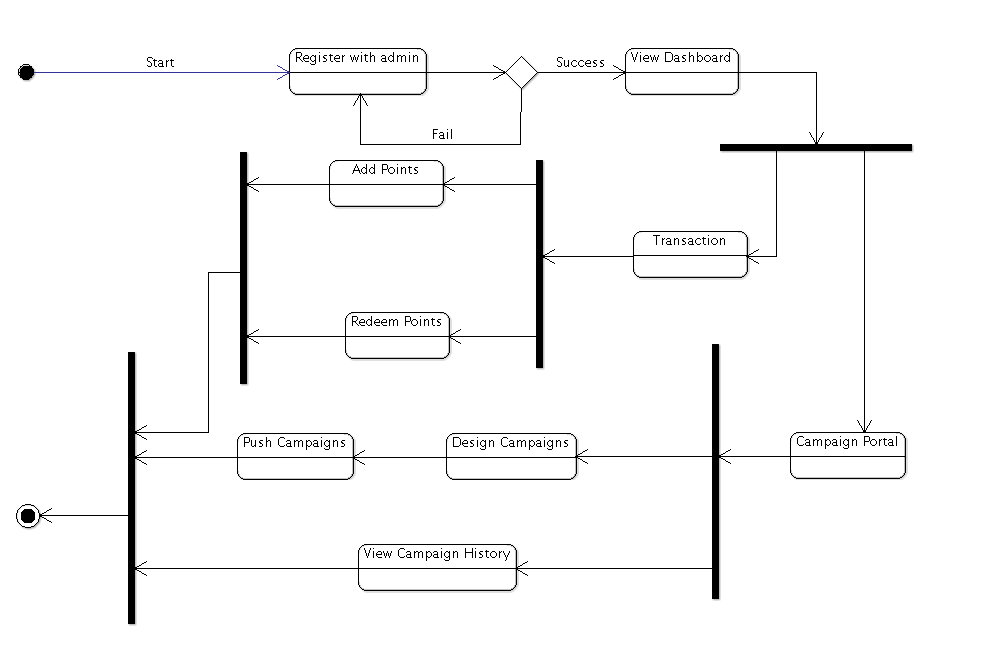 Start
Register with admin
Success
View Dashboard
Fail
Add Points
Transaction
Redeem Points
Push Campaigns
Design Campaigns
Campaign Portal
View Campaign History